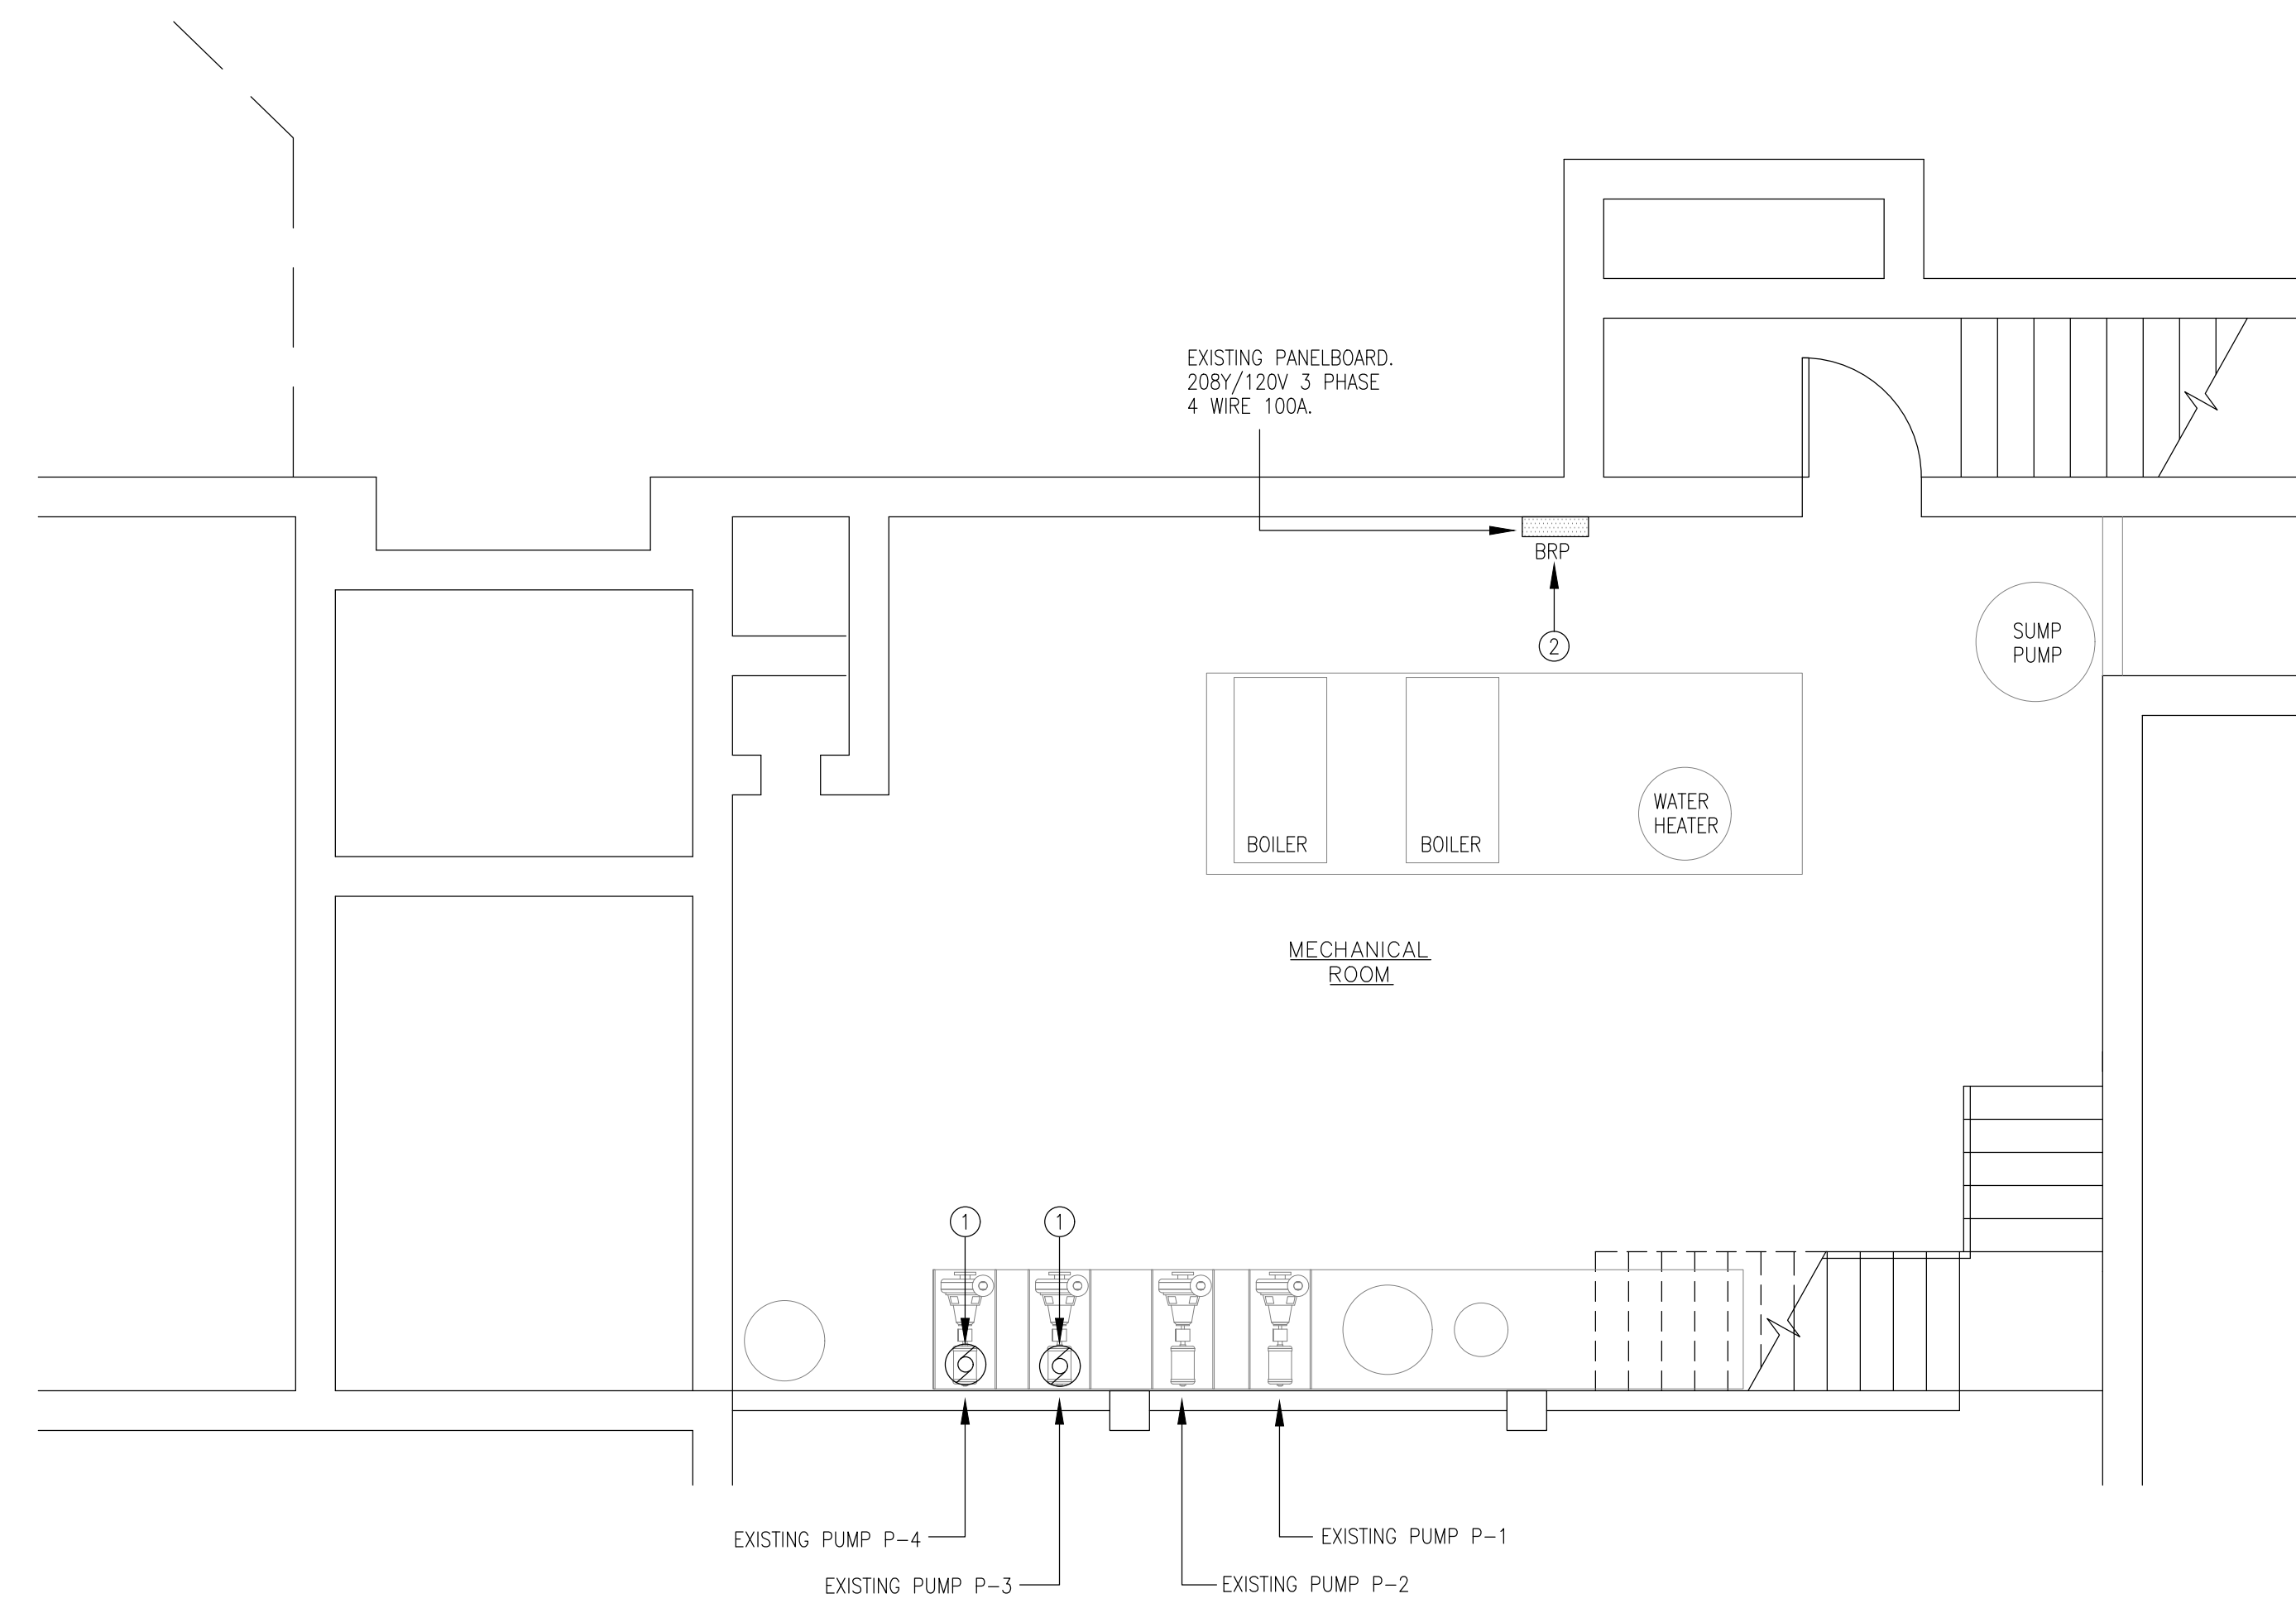 EXISTING PANELBOARD.
208Y/120V 3 PHASE
4 WIRE 100A.
BRP
2
SUMP
PUMP
WATER
HEATER
BOILER
BOILER
MECHANICAL
ROOM
1
1
EXISTING PUMP P-4
EXISTING PUMP P-1
EXISTING PUMP P-3
EXISTING PUMP P-2